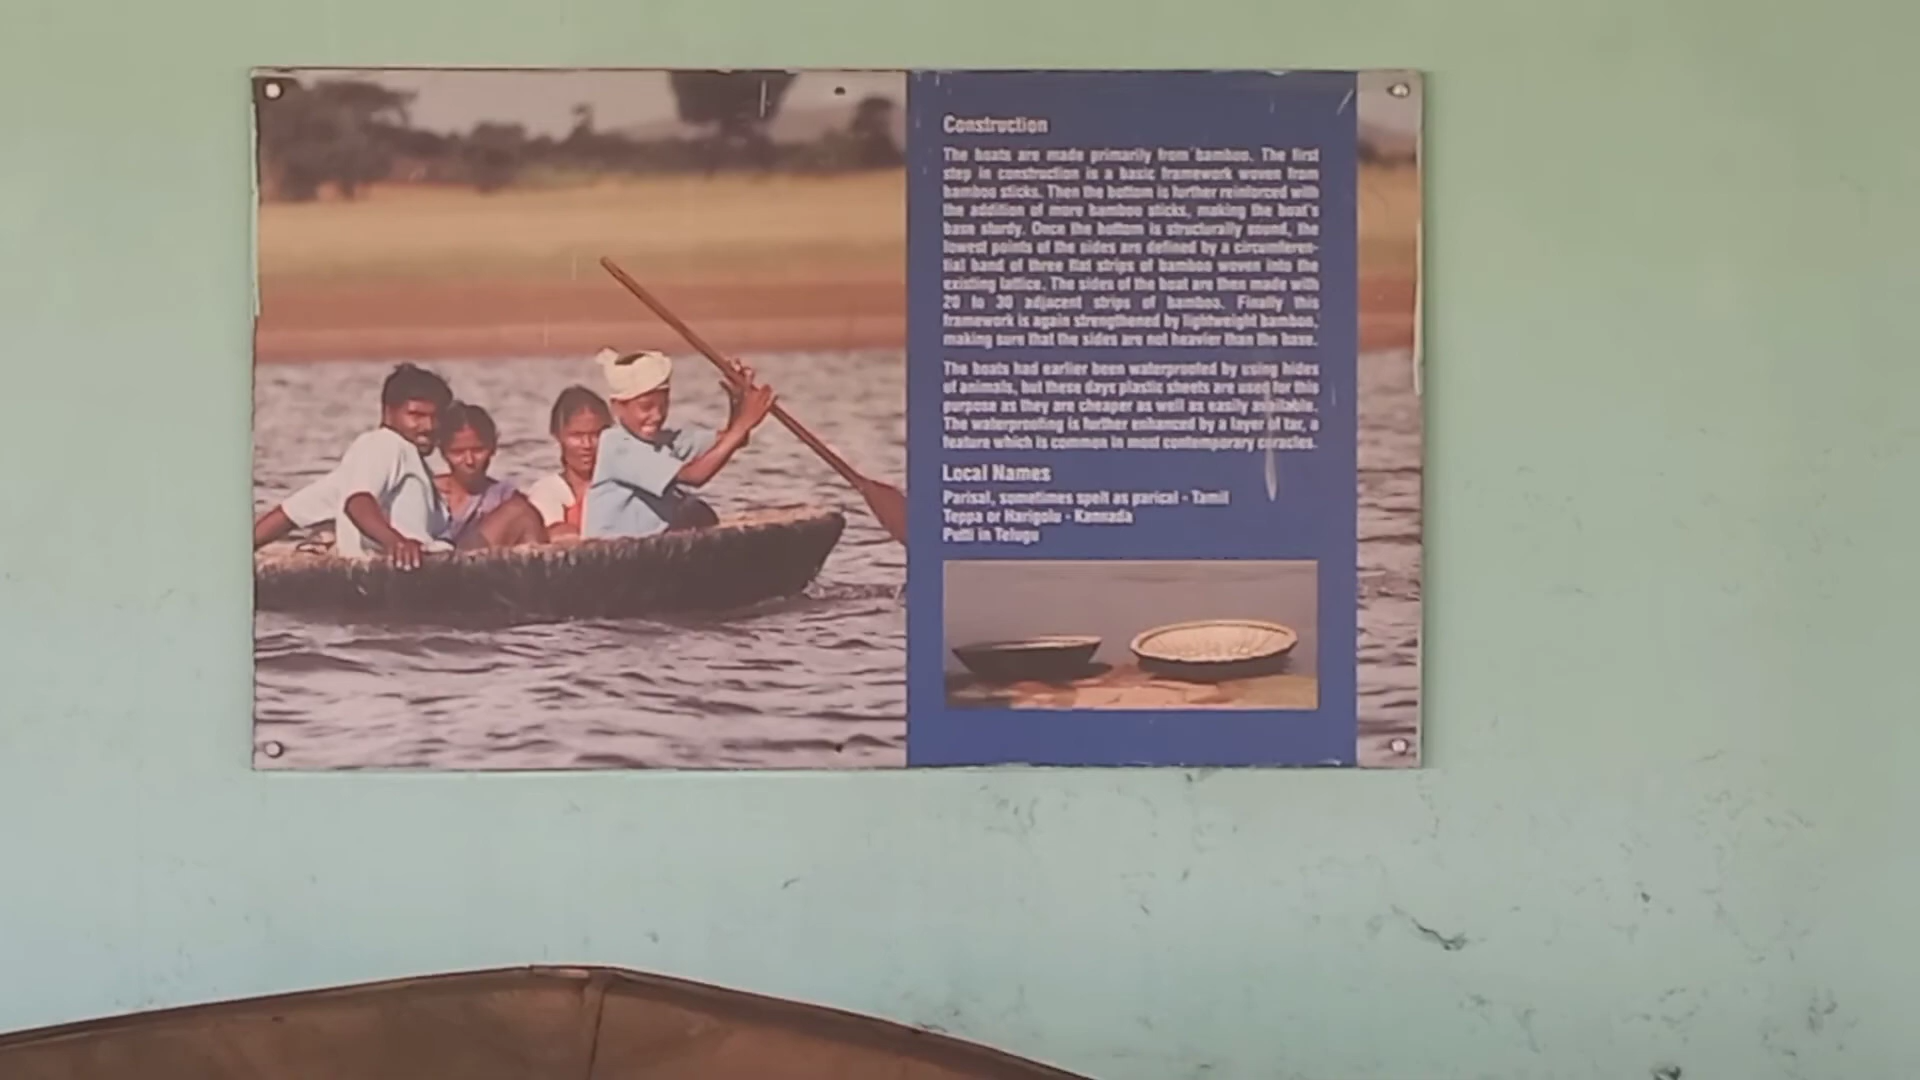 Construction
The boats are made primarily from bamboo. The first
step in construction is a basic framework woven from
bamboo sticks. Then the bottom is further reinforced with
the addition of more bamboo sticks, making the boat's
base sturdy. Once the bottom is structurally sound, the
lowest points of the sides are defined by a circumferen-
tial band of three flat strips of bamboo woven into the
existing lattice. The sides of the boat are then made with
20 to 30 adjacent strips of bamboo. Finally this
framework is again strengthened by lightweight bamboo,
making sure that the sides are not heavier than the base.
The boats had earlier been waterproofed by using hides
of animals, but these days plastic sheets are used for this
purpose as they are cheaper as well as easily available.
The waterproofing is further enhanced by a layer of tar, a
feature which is common in most contemporary coracles.
Local Names
Parisal, sometimes spelt as parical - Tamil
Teppa or Harigolu - Kannada
Putti in Telugu